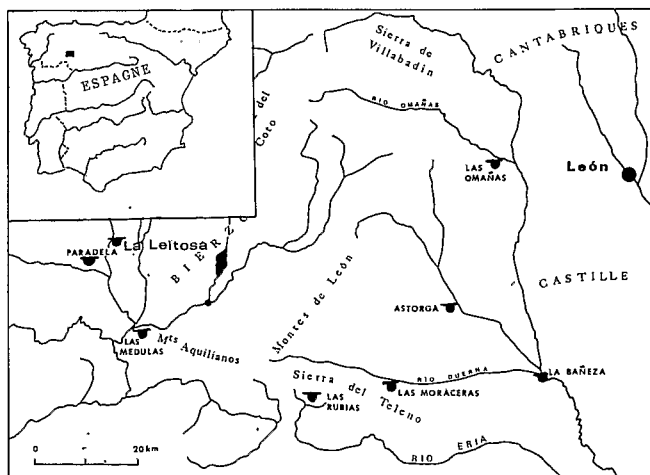 ESPAGNE
Sierra de
Villabadin
CANTABRIQUES
RIO OMAÑAS
del
Coto
LAS
OMAÑAS
León
La Leitosa
PARADELA
BIERZO
Montes de León
CASTILLE
ASTORGA
LAS
MEDULAS
Mts Aquilianos
RIO DUERNA
LA BAÑEZA
Sierra del Teleno
LAS MORACERAS
LAS
RUBIAS
RIO ERIA
0 20km